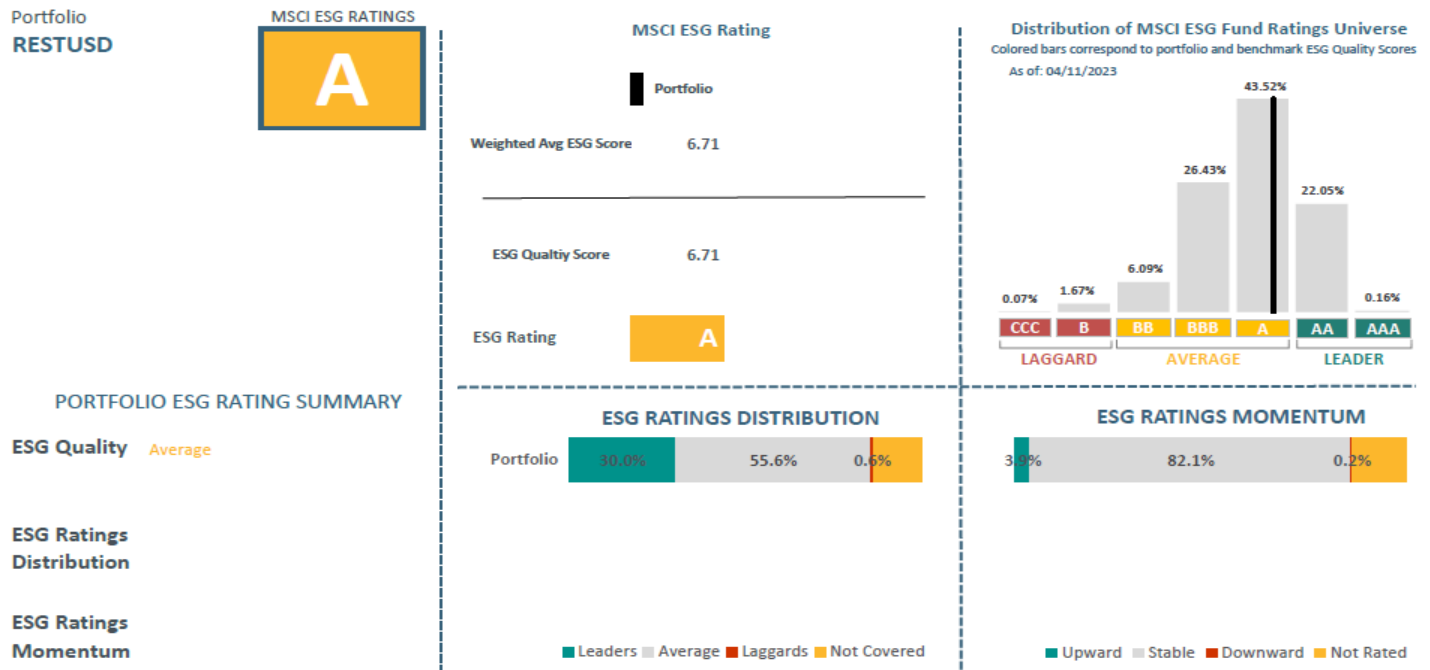 Portfolio
RESTUSD
MSCI ESG RATINGS
A
MSCI ESG Rating
Portfolio
Weighted Avg ESG Score 6.71
ESG Qualtiy Score 6.71
ESG Rating A
Distribution of MSCI ESG Fund Ratings Universe
Colored bars correspond to portfolio and benchmark ESG Quality Scores
As of: 04/11/2023
0.07% 1.67% 6.09% 26.43% 43.52% 22.05% 0.16%
CCC B BB BBB A AA AAA
LAGGARD AVERAGE LEADER
PORTFOLIO ESG RATING SUMMARY
ESG Quality Average
ESG Ratings
Distribution
ESG Ratings
Momentum
ESG RATINGS DISTRIBUTION
Portfolio 30.0% 55.6% 0.6%
Leaders Average Laggards Not Covered
ESG RATINGS MOMENTUM
3.9% 82.1% 0.2%
Upward Stable Downward Not Rated